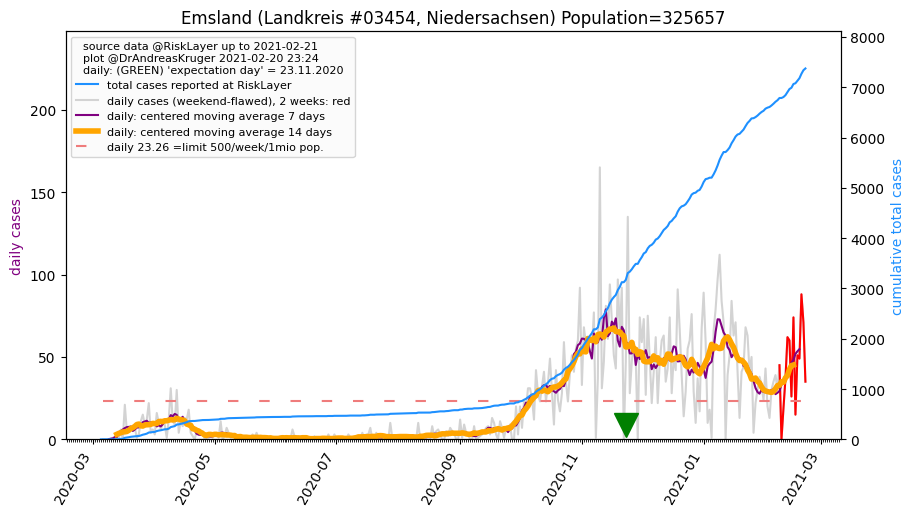 Emsland (Landkreis #03454, Niedersachsen) Population=325657
source data @RiskLayer up to 2021-02-21
plot @DrAndreasKruger 2021-02-20 23:24
daily: (GREEN) 'expectation day' = 23.11.2020
total cases reported at RiskLayer
daily cases (weekend-flawed), 2 weeks: red
daily: centered moving average 7 days
daily: centered moving average 14 days
daily 23.26 =limit 500/week/1mio pop.
daily cases
200
150
100
50
0
8000
7000
6000
5000
4000
3000
2000
1000
0
cumulative total cases
2020-03
2020-05
2020-07
2020-09
2020-11
2021-01
2021-03